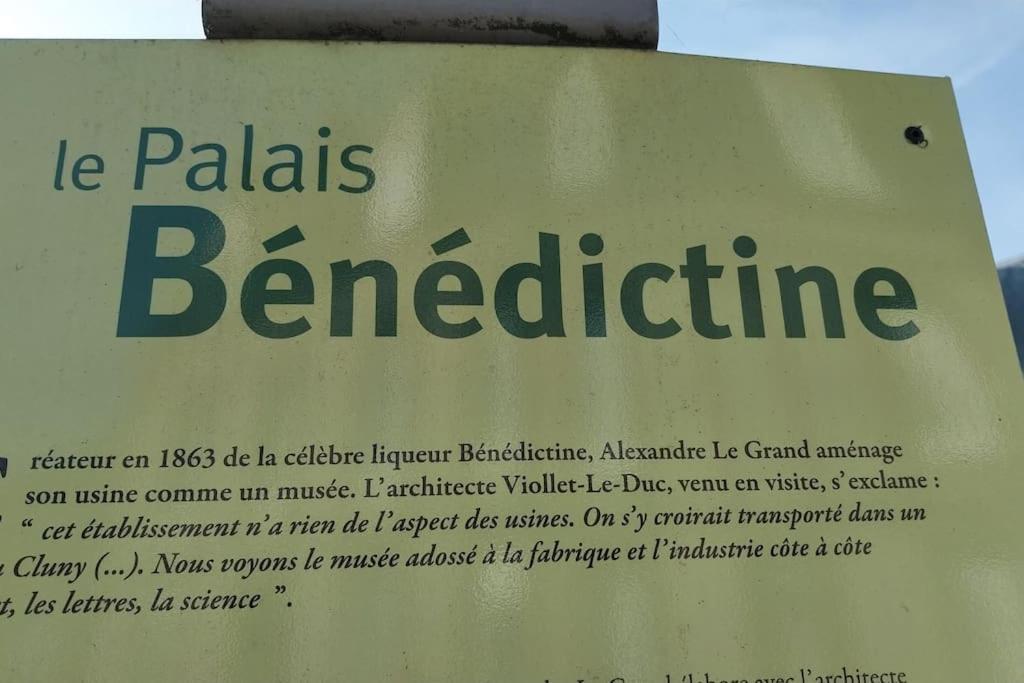 le Palais
Bénédictine
réateur en 1863 de la célèbre liqueur Bénédictine, Alexandre Le Grand aménage
son usine comme un musée. L'architecte Viollet-Le-Duc, venu en visite, s'exclame :
“ cet établissement n'a rien de l'aspect des usines. On s'y croirait transporté dans un
Cluny (...). Nous voyons le musée adossé à la fabrique et l'industrie côte à côte
t, les lettres, la science ”.
avec l'architecte